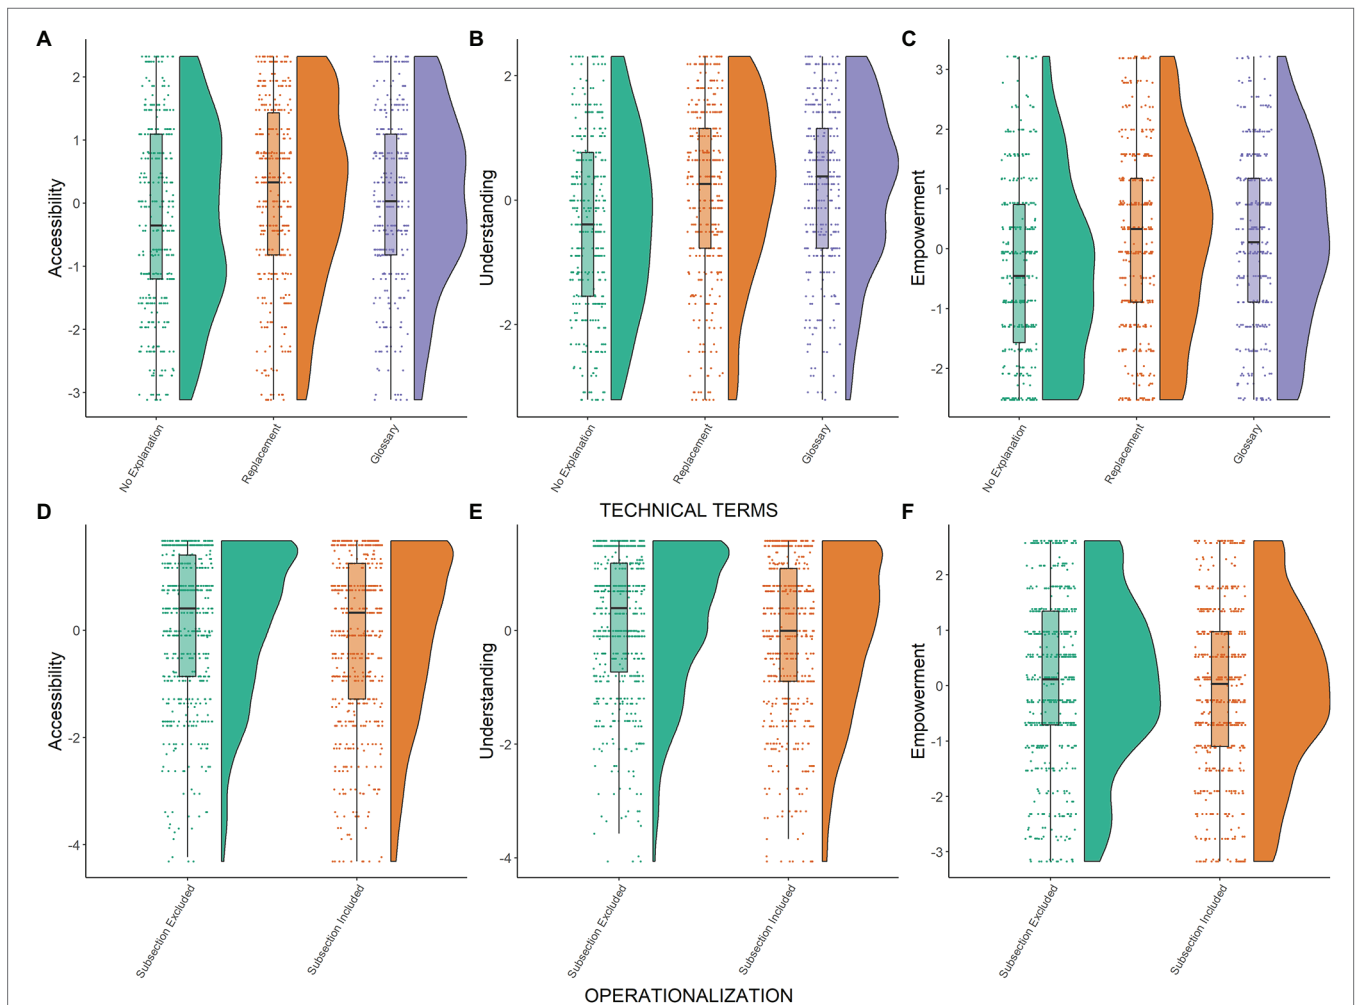 A
Accessibility
2
1
0
-1
-2
-3
No Explanation
Replacement
Glossary
B
Understanding
2
0
-2
No Explanation
Replacement
Glossary
C
Empowerment
3
2
1
0
-1
-2
No Explanation
Replacement
Glossary
TECHNICAL TERMS
D
Accessibility
0
-2
-4
Subsection Excluded
Subsection Included
E
Understanding
0
-2
-4
Subsection Excluded
Subsection Included
F
Empowerment
2
1
0
-1
-2
-3
Subsection Excluded
Subsection Included
OPERATIONALIZATION